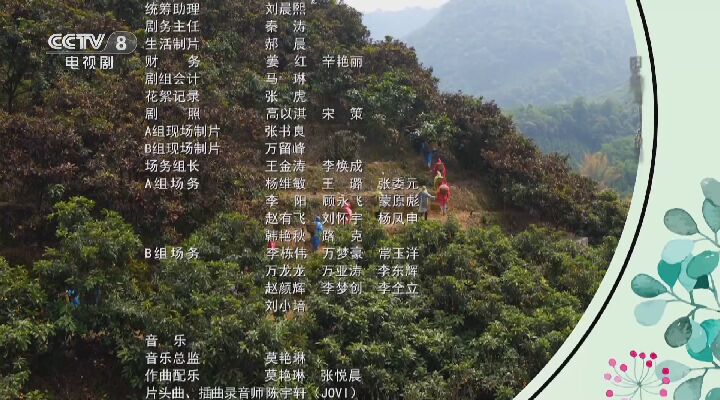 统筹助理 刘晨熙
剧务主任 秦涛
CCTV 8
电视剧
生活制片 郝晨
财务 姜红 辛艳丽
剧组会计 马琳
花絮记录 张虎
剧照 高以淇 宋策
A组现场制片 张书良
B组现场制片 万留峰
场务组长 王金涛 李焕成
A组场务 杨维敏 王璐 张委元
李阳 顾永飞 蒙原彪
赵有飞 刘怀宇 杨凤申
韩艳秋 路克
B组场务 李栋伟 万梦豪 常玉洋
万龙龙 万亚涛 李东辉
赵颜辉 李梦创 李全立
刘小培
音乐
音乐总监 莫艳琳
作曲配乐 莫艳琳 张悦晨
片头曲、插曲录音师 陈宇轩（JOVI）